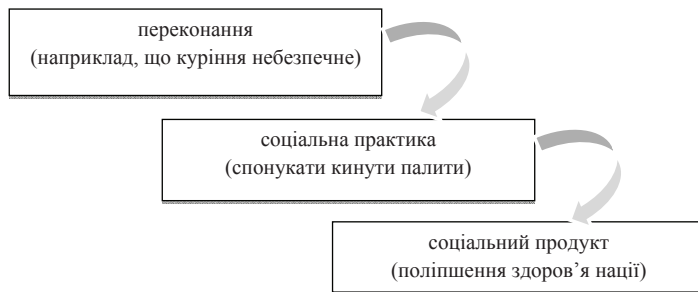 переконання
(наприклад, що куріння небезпечне)
соціальна практика
(спонукати кинути палити)
соціальний продукт
(поліпшення здоров’я нації)